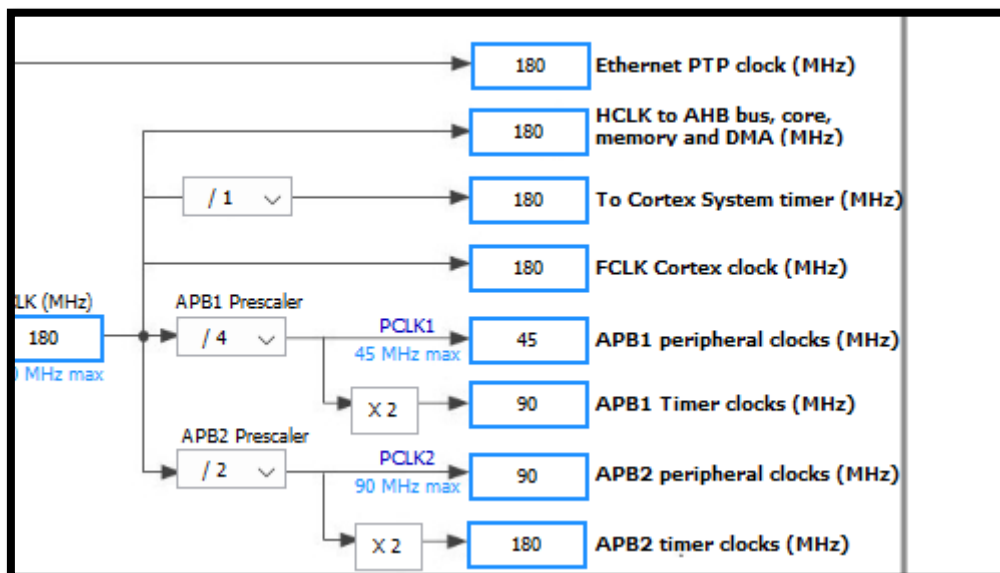 180 Ethernet PTP clock (MHz)
180 HCLK to AHB bus, core,
memory and DMA (MHz)
/ 1 180 To Cortex System timer (MHz)
180 FCLK Cortex clock (MHz)
LK (MHz) APB1 Prescaler
180 / 4 PCLK1 45 APB1 peripheral clocks (MHz)
MHz max 45 MHz max
X 2 90 APB1 Timer clocks (MHz)
APB2 Prescaler
/ 2 PCLK2 90 APB2 peripheral clocks (MHz)
90 MHz max
X 2 180 APB2 timer clocks (MHz)